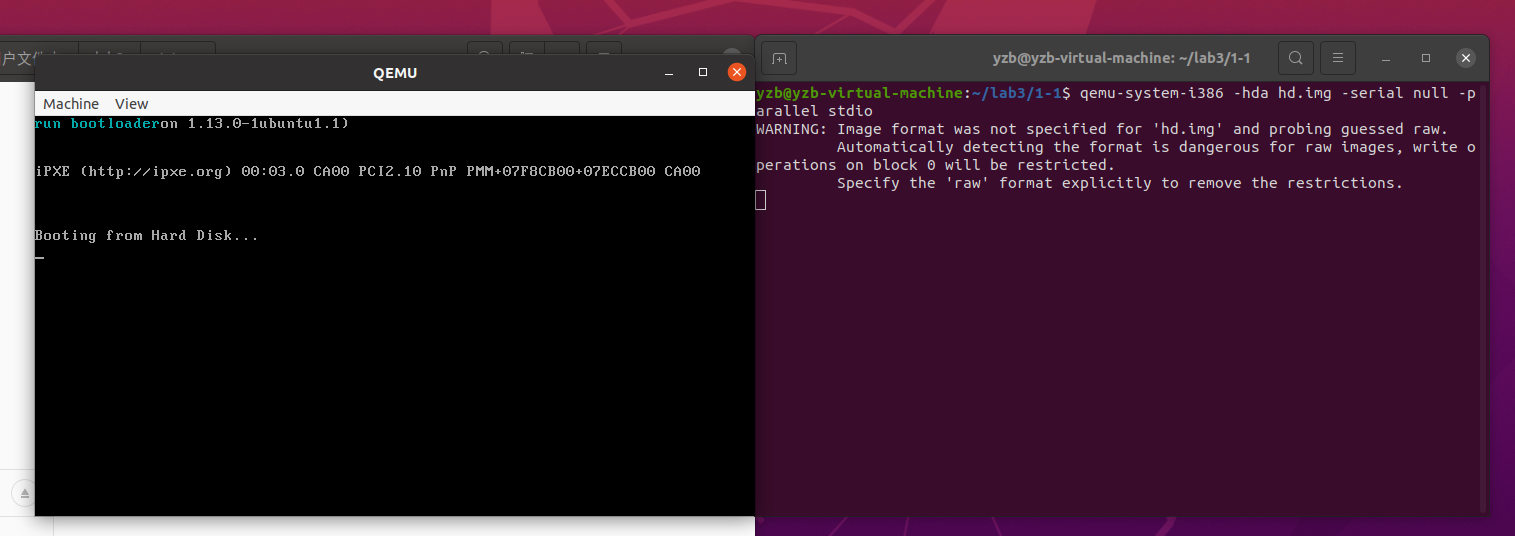 户文件
QEMU
Machine View
run bootloaderon 1.13.0-1ubuntu1.1)
iPXE (http://ipxe.org) 00:03.0 CA00 PCI2.10 PnP PMM+07F8CB00+07ECCB00 CA00
Booting from Hard Disk...
yzb@yzb-virtual-machine: ~/lab3/1-1
yzb@yzb-virtual-machine:~/lab3/1-1$ qemu-system-i386 -hda hd.img -serial null -p
arallel stdio
WARNING: Image format was not specified for 'hd.img' and probing guessed raw.
Automatically detecting the format is dangerous for raw images, write o
perations on block 0 will be restricted.
Specify the 'raw' format explicitly to remove the restrictions.